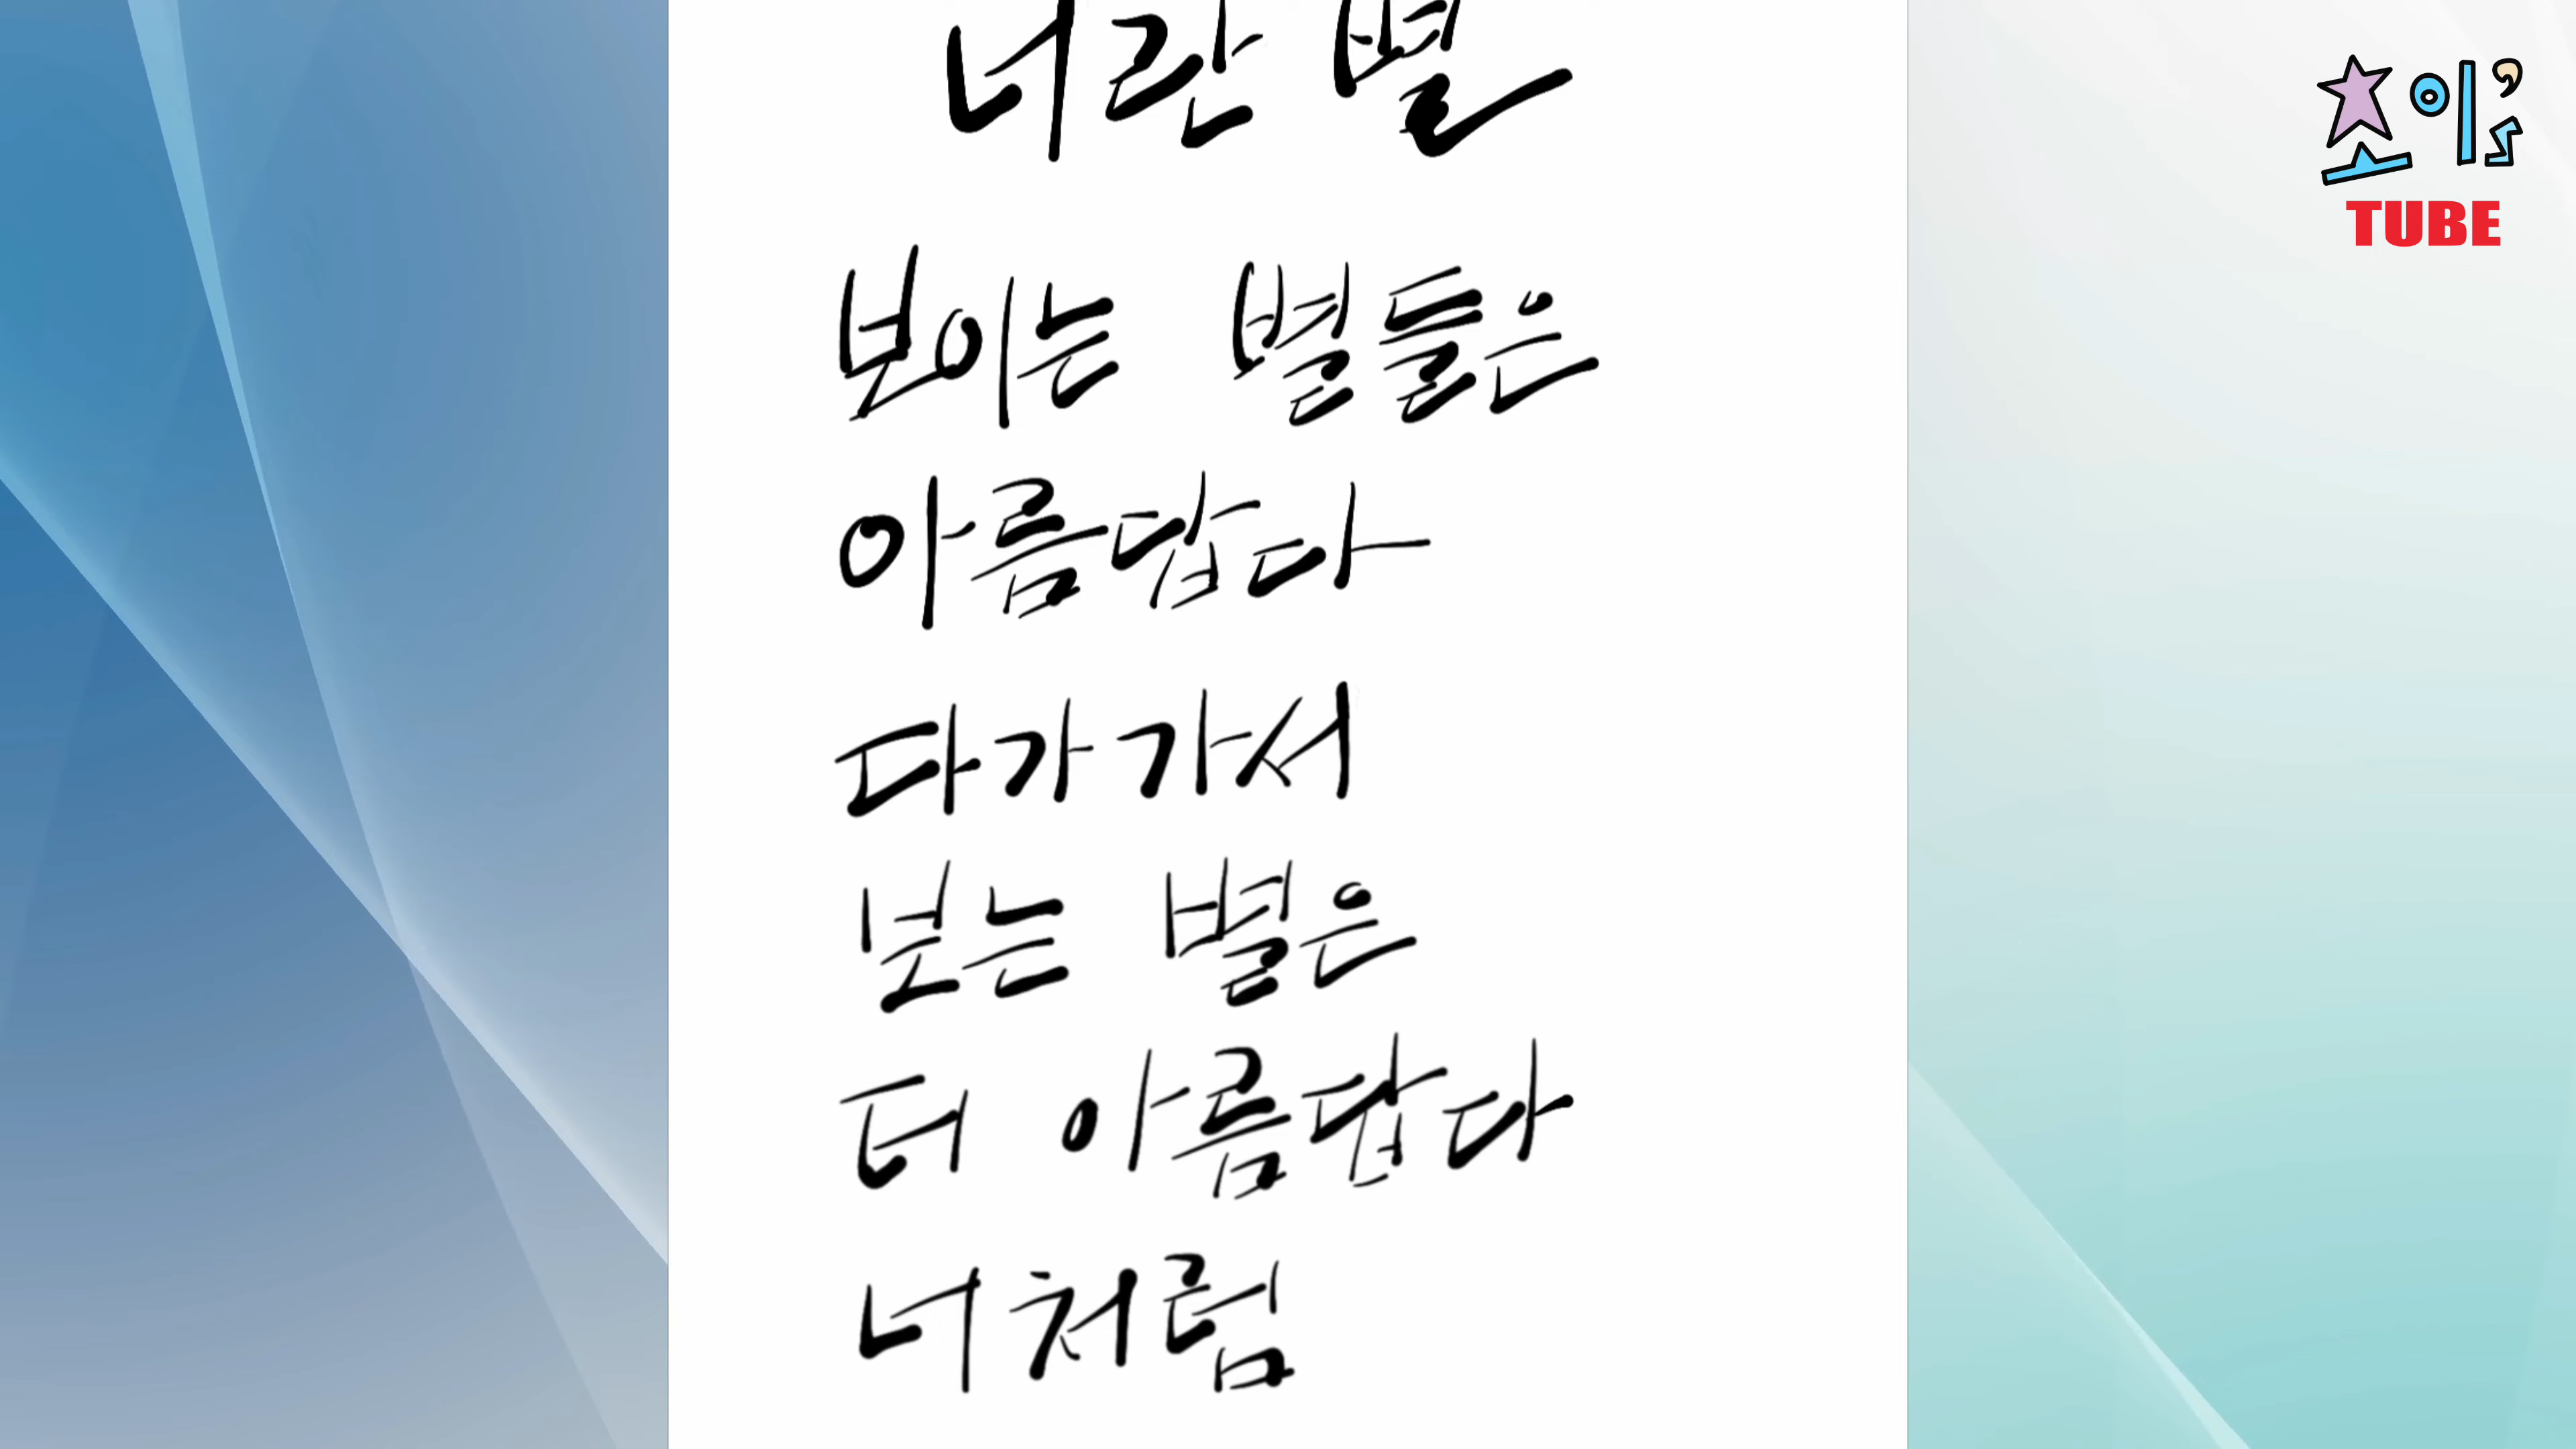 너란 별
보이는 별들은
아름답다
다가가서
보는 별은
더 아름답다
너처럼
소이's
TUBE